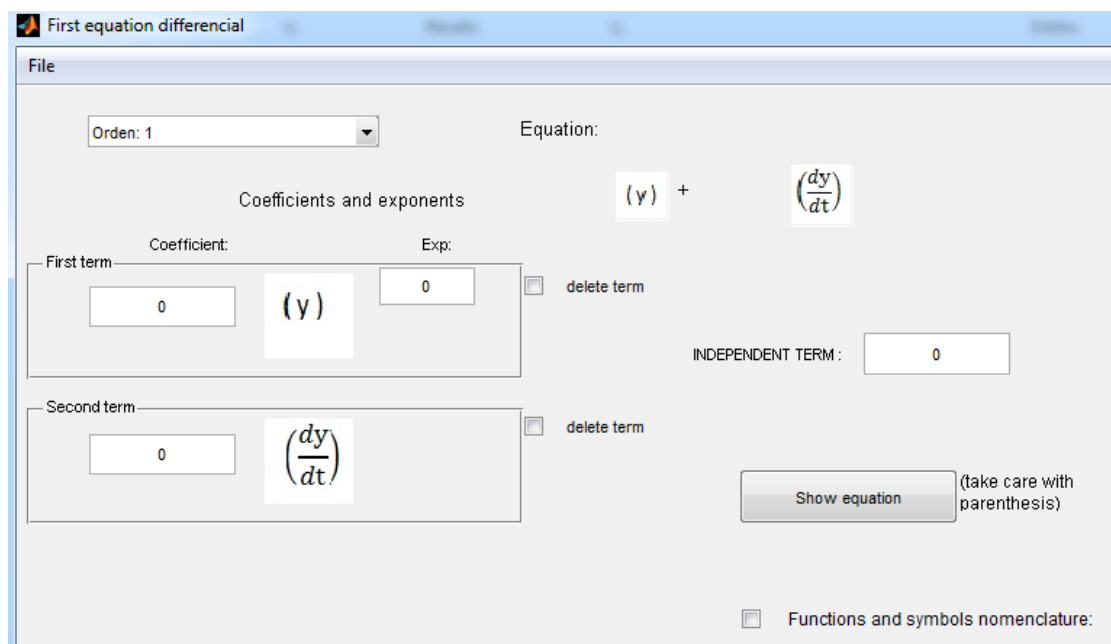 First equation differencial
File
Orden: 1
Equation:
(y) + (dy/dt)
Coefficients and exponents
Coefficient: Exp:
First term
0 (y) 0
delete term
INDEPENDENT TERM : 0
Second term
0 (dy/dt)
delete term
Show equation
(take care with
parenthesis)
Functions and symbols nomenclature: